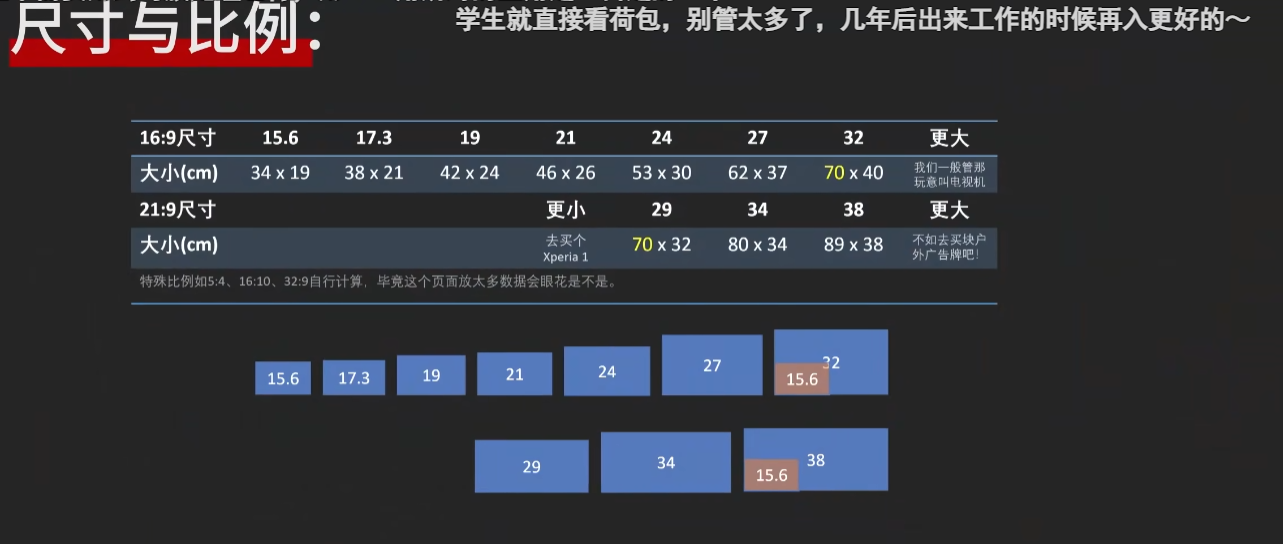 学生就直接看荷包，别管太多了，几年后出来工作的时候再入更好的～
尺寸与比例：
16:9尺寸 15.6 17.3 19 21 24 27 32 更大
大小(cm) 34 x 19 38 x 21 42 x 24 46 x 26 53 x 30 62 x 37 70 x 40 我们一般管那
玩意叫电视机
21:9尺寸 更小 29 34 38 更大
大小(cm) 去买个 70 x 32 80 x 34 89 x 38 不如去买块户
Xperia 1 外广告牌吧!
特殊比例如5:4、16:10、32:9自行计算，毕竟这个页面放太多数据会眼花是不是。
15.6 17.3 19 21 24 27 32
15.6
29 34 38
15.6